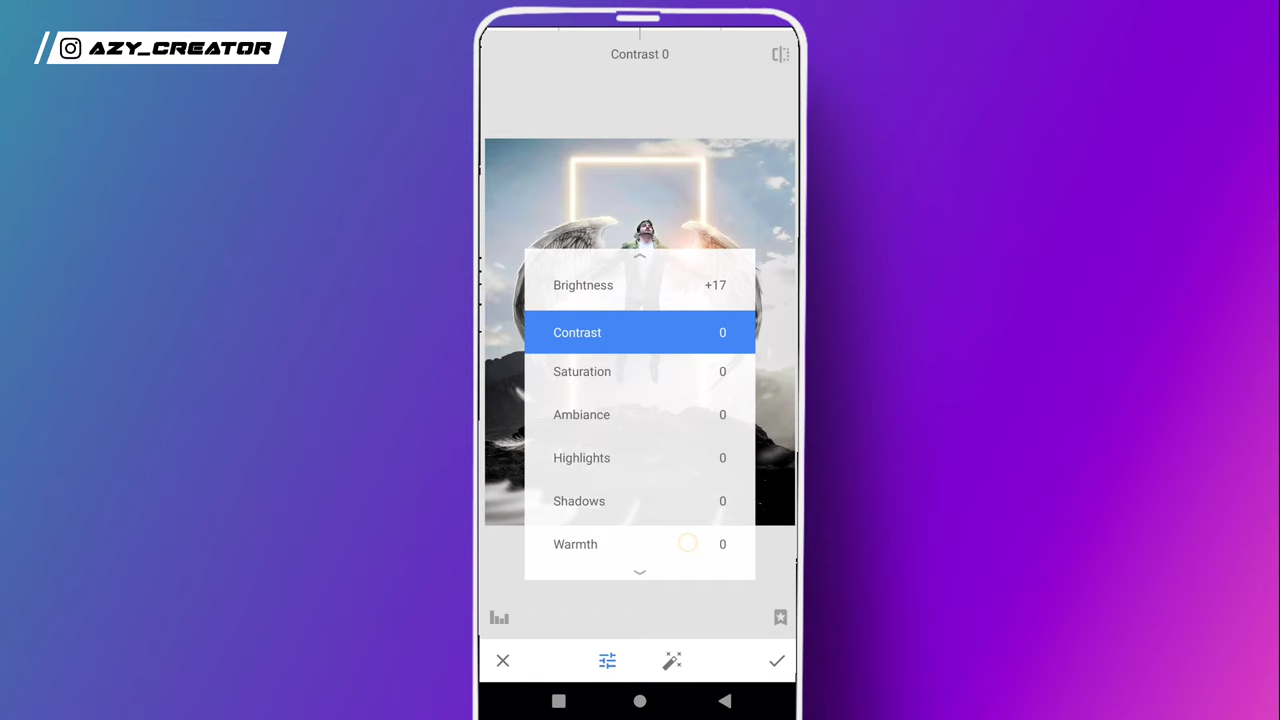 AZY_CREATOR
Contrast 0
Brightness +17
Contrast 0
Saturation 0
Ambiance 0
Highlights 0
Shadows 0
Warmth 0